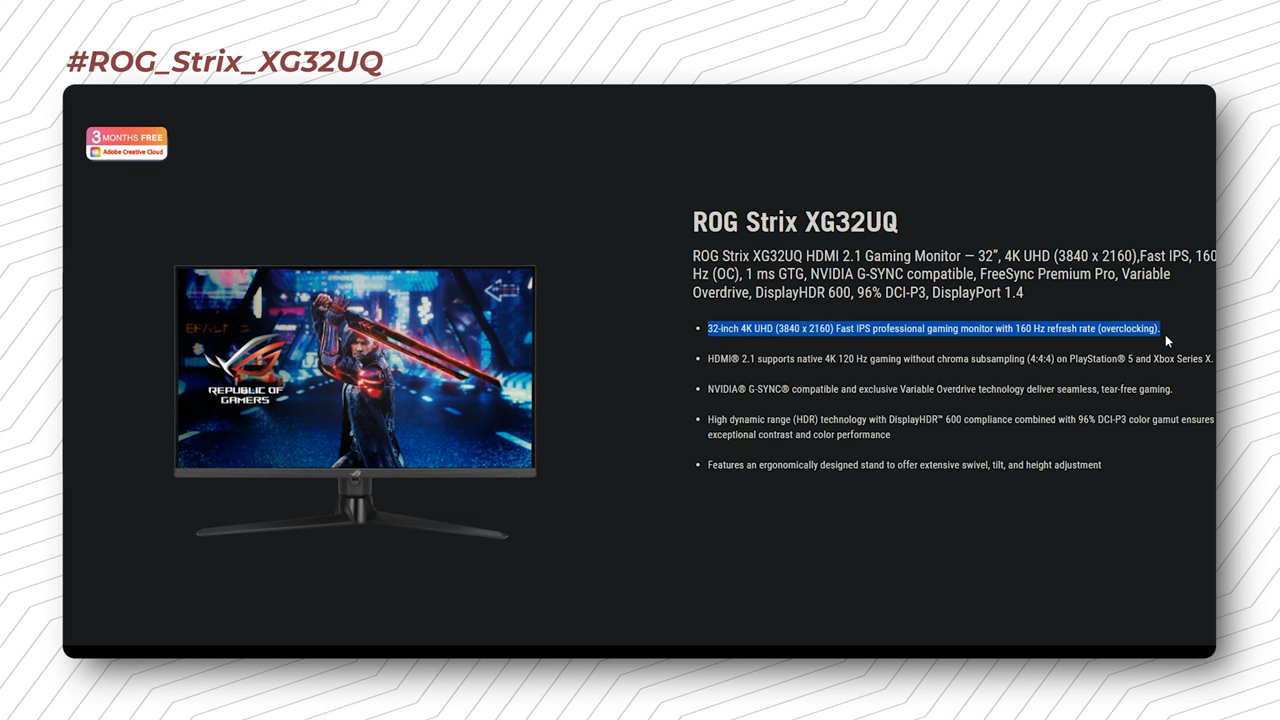 #ROG_Strix_XG32UQ
3 MONTHS FREE
Adobe Creative Cloud
ROG Strix XG32UQ
ROG Strix XG32UQ HDMI 2.1 Gaming Monitor — 32”, 4K UHD (3840 x 2160),Fast IPS, 160
Hz (OC), 1 ms GTG, NVIDIA G-SYNC compatible, FreeSync Premium Pro, Variable
Overdrive, DisplayHDR 600, 96% DCI-P3, DisplayPort 1.4
• 32-inch 4K UHD (3840 x 2160) Fast IPS professional gaming monitor with 160 Hz refresh rate (overclocking).
• HDMI® 2.1 supports native 4K 120 Hz gaming without chroma subsampling (4:4:4) on PlayStation® 5 and Xbox Series X.
• NVIDIA® G-SYNC® compatible and exclusive Variable Overdrive technology deliver seamless, tear-free gaming.
• High dynamic range (HDR) technology with DisplayHDR™ 600 compliance combined with 96% DCI-P3 color gamut ensures
exceptional contrast and color performance
• Features an ergonomically designed stand to offer extensive swivel, tilt, and height adjustment
REPUBLIC OF
GAMERS